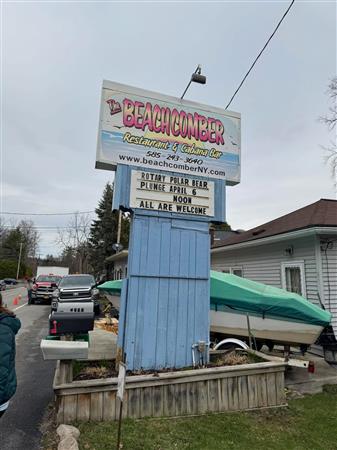 The
BEACHCOMBER
Restaurant & Cabana Bar
585-243-3640
www.beachcomberNY.com
ROTARY POLAR BEAR
PLUNGE APRIL 6
NOON
ALL ARE WELCOME